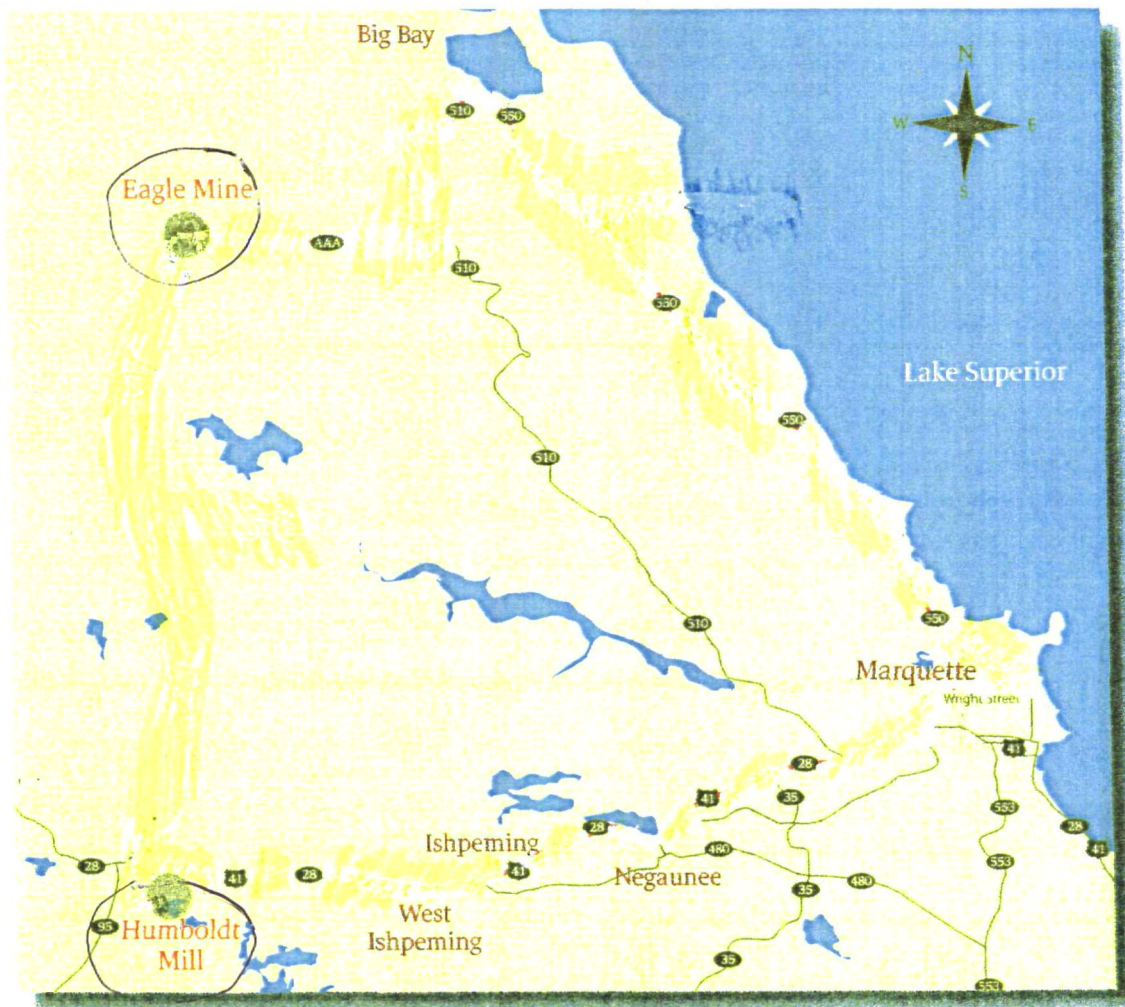 Big Bay
N
510
550
W
E
Eagle Mine
S
AAA
510
550
Lake Superior
550
510
510
550
Marquette
Wright Street
41
28
41
35
553
28
28
Ishpeming
480
41
553
28
41
41
28
Negaunee
480
35
West
Ishpeming
95
Humboldt
Mill
35
553